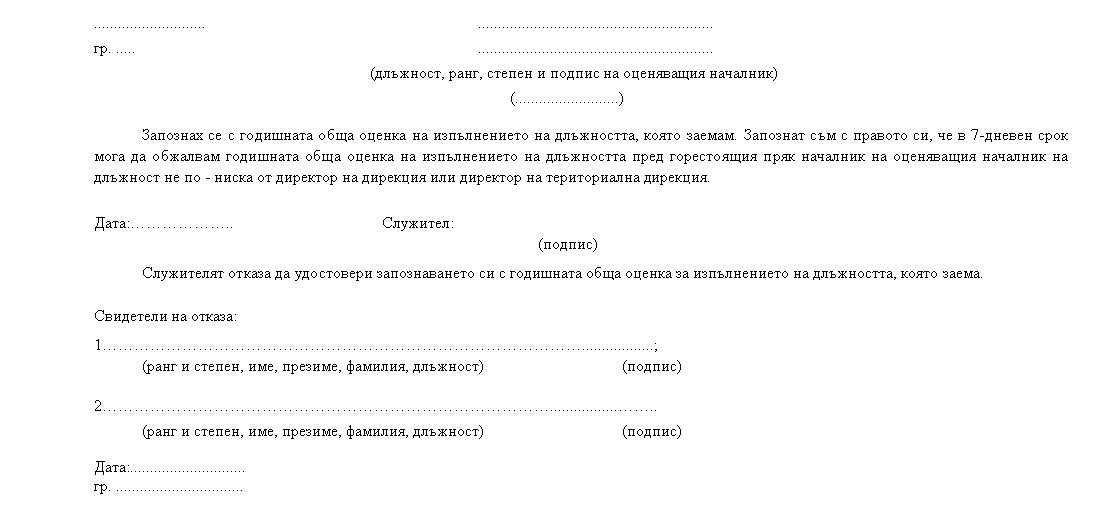 ............................ ...........................................................
гр. ..... ...........................................................
(длъжност, ранг, степен и подпис на оценяващия началник)
(..........................)
Запознах се с годишната обща оценка на изпълнението на длъжността, която заемам. Запознат съм с правото си, че в 7-дневен срок
мога да обжалвам годишната обща оценка на изпълнението на длъжността пред горестоящия пряк началник на оценяващия началник на
длъжност не по - ниска от директор на дирекция или директор на териториална дирекция.
Дата:……………….. Служител:
(подпис)
Служителят отказа да удостовери запознаването си с годишната обща оценка за изпълнението на длъжността, която заема.
Свидетели на отказа:
1………………………………………………………………………………..................;
(ранг и степен, име, презиме, фамилия, длъжност) (подпис)
2…………………………………………………………………………..................……..
(ранг и степен, име, презиме, фамилия, длъжност) (подпис)
Дата:.............................
гр. ................................